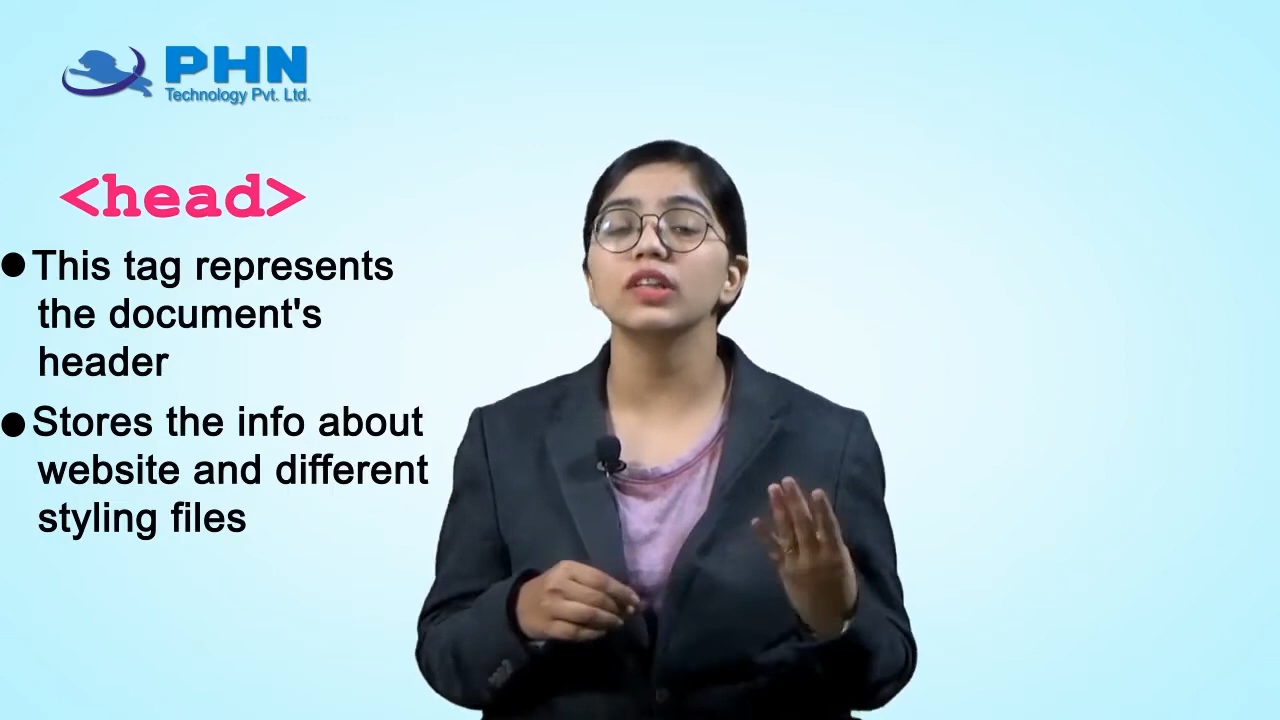 PHN
Technology Pvt. Ltd.
<head>
This tag represents
the document's
header
Stores the info about
website and different
styling files